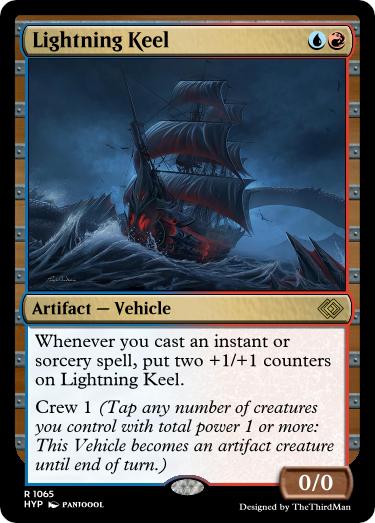 Lightning Keel
Artifact — Vehicle
Whenever you cast an instant or
sorcery spell, put two +1/+1 counters
on Lightning Keel.
Crew 1 (Tap any number of creatures
you control with total power 1 or more:
This Vehicle becomes an artifact creature
until end of turn.)
0/0
R 1065
HYP PANTOOOL
Designed by TheThirdMan